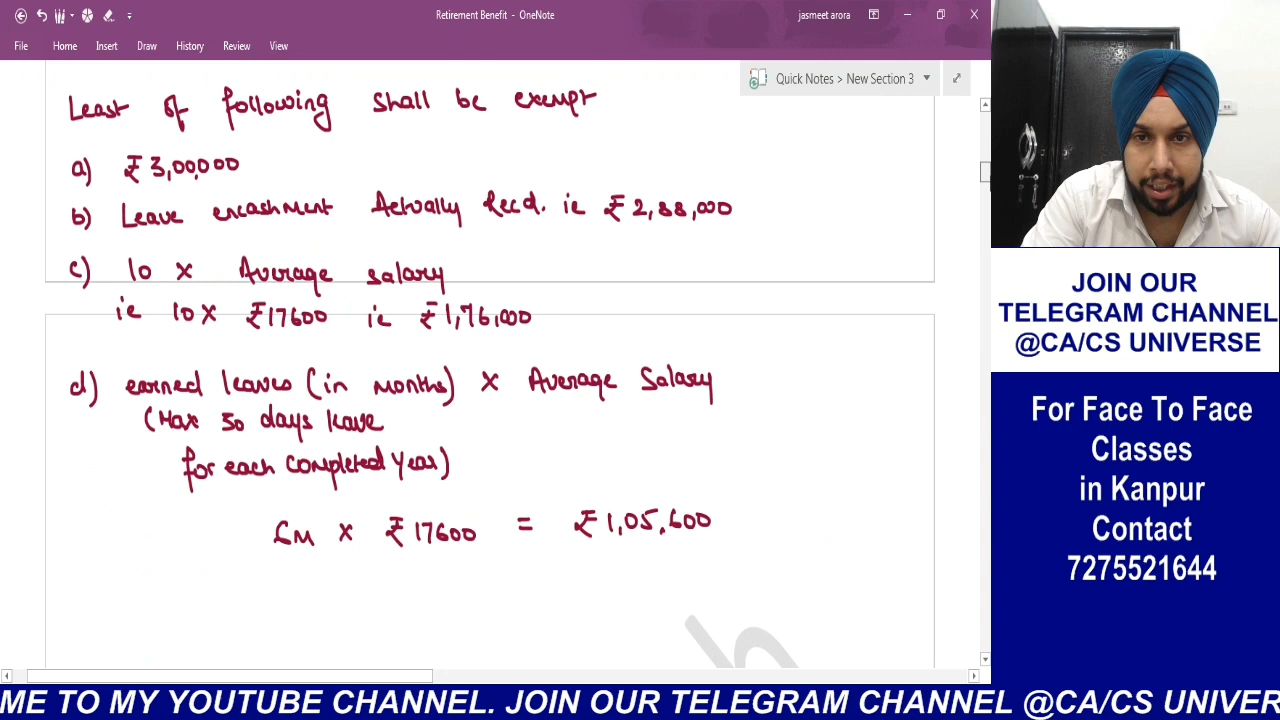 Retirement Benefit - OneNote
jasmeet arora
File Home Insert Draw History Review View
Quick Notes > New Section 3
Least of following shall be exempt
a) ₹3,00,000
b) Leave encashment Actually Recd. ie ₹2,88,000
c) 10 × Average salary
ie 10 × ₹17600 ie ₹1,76,000
d) earned leaves (in months) × Average Salary
(Max 30 days leave
for each completed year)
6M × ₹17600 = ₹1,05,600
JOIN OUR
TELEGRAM CHANNEL
@CA/CS UNIVERSE
For Face To Face
Classes
in Kanpur
Contact
7275521644
ME TO MY YOUTUBE CHANNEL. JOIN OUR TELEGRAM CHANNEL @CA/CS UNIVER